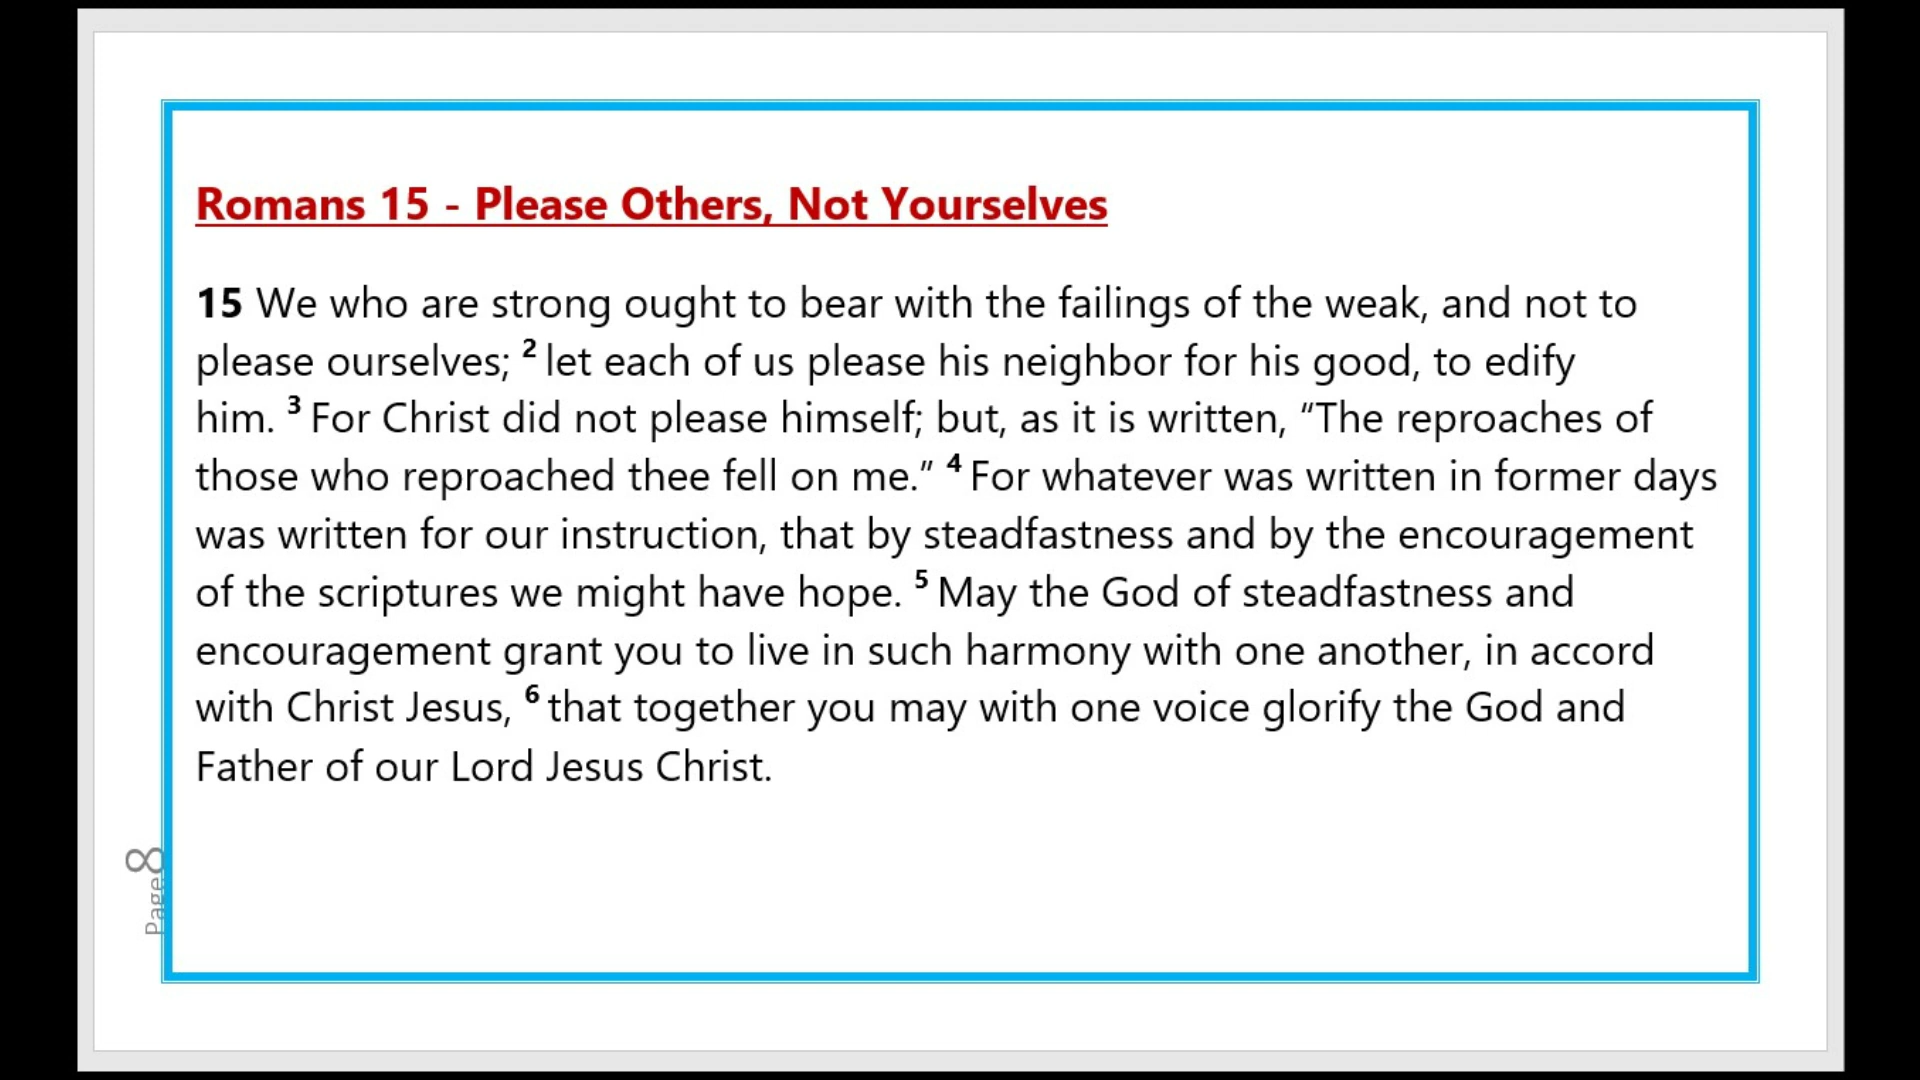 Romans 15 - Please Others, Not Yourselves
15 We who are strong ought to bear with the failings of the weak, and not to
please ourselves; 2 let each of us please his neighbor for his good, to edify
him. 3 For Christ did not please himself; but, as it is written, “The reproaches of
those who reproached thee fell on me.” 4 For whatever was written in former days
was written for our instruction, that by steadfastness and by the encouragement
of the scriptures we might have hope. 5 May the God of steadfastness and
encouragement grant you to live in such harmony with one another, in accord
with Christ Jesus, 6 that together you may with one voice glorify the God and
Father of our Lord Jesus Christ.
Page 8